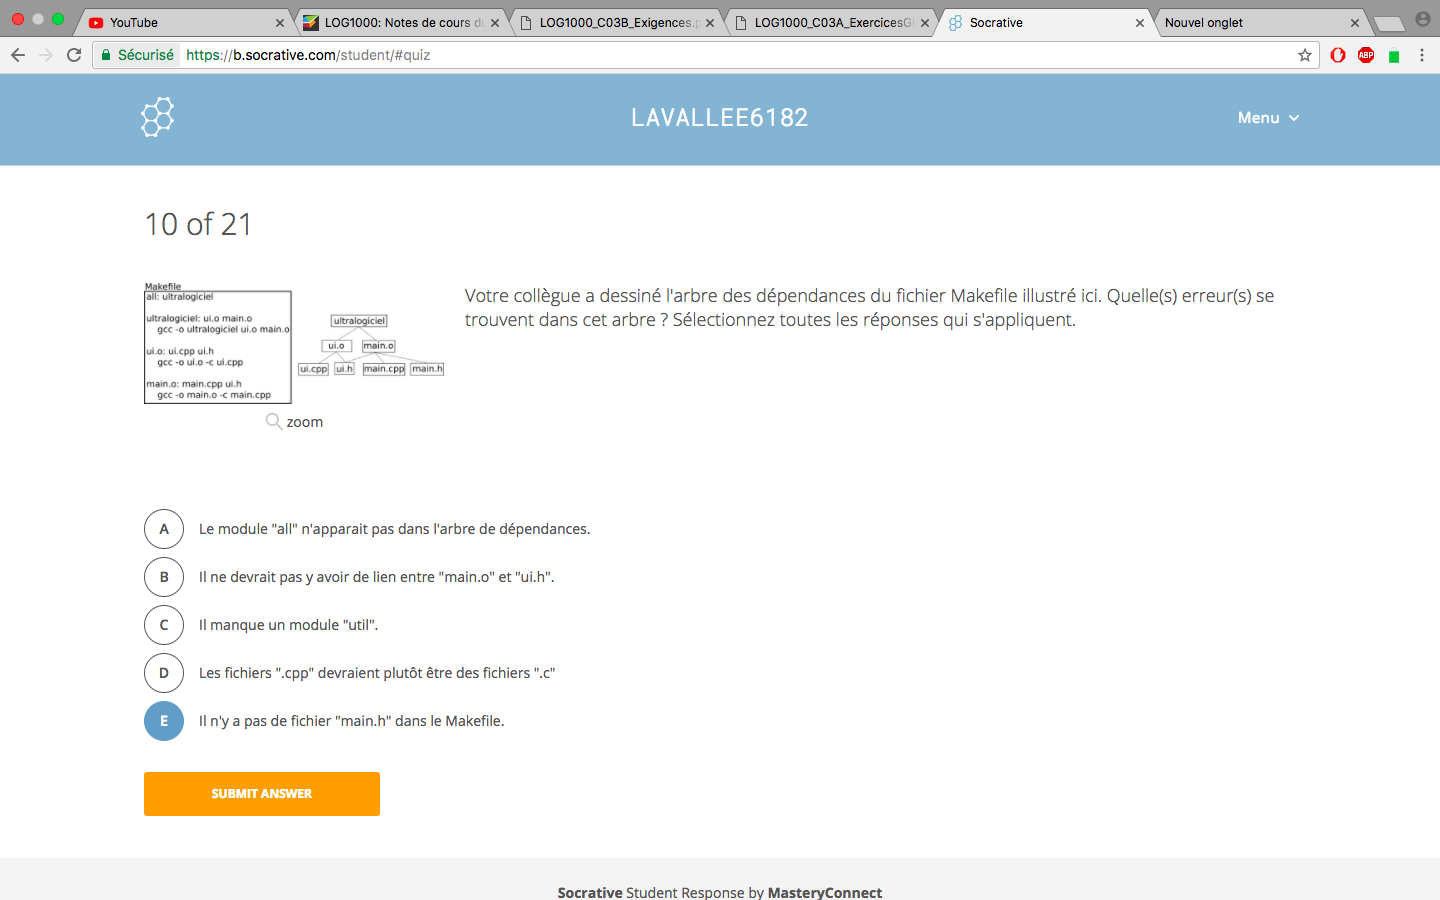 YouTube
LOG1000: Notes de cours du
LOG1000_C03B_Exigences.p
LOG1000_C03A_ExercicesGi
Socrative
Nouvel onglet
Sécurisé
https://b.socrative.com/student/#quiz
ABP
LAVALLEE6182
Menu
10 of 21
Makefile
all: ultralogiciel
ultralogiciel: ui.o main.o
gcc -o ultralogiciel ui.o main.o
ui.o: ui.cpp ui.h
gcc -o ui.o -c ui.cpp
main.o: main.cpp ui.h
gcc -o main.o -c main.cpp
ultralogiciel
ui.o main.o
ui.cpp ui.h main.cpp main.h
zoom
Votre collègue a dessiné l'arbre des dépendances du fichier Makefile illustré ici. Quelle(s) erreur(s) se
trouvent dans cet arbre ? Sélectionnez toutes les réponses qui s'appliquent.
A Le module "all" n'apparait pas dans l'arbre de dépendances.
B Il ne devrait pas y avoir de lien entre "main.o" et "ui.h".
C Il manque un module "util".
D Les fichiers ".cpp" devraient plutôt être des fichiers ".c"
E Il n'y a pas de fichier "main.h" dans le Makefile.
SUBMIT ANSWER
Socrative Student Response by MasteryConnect